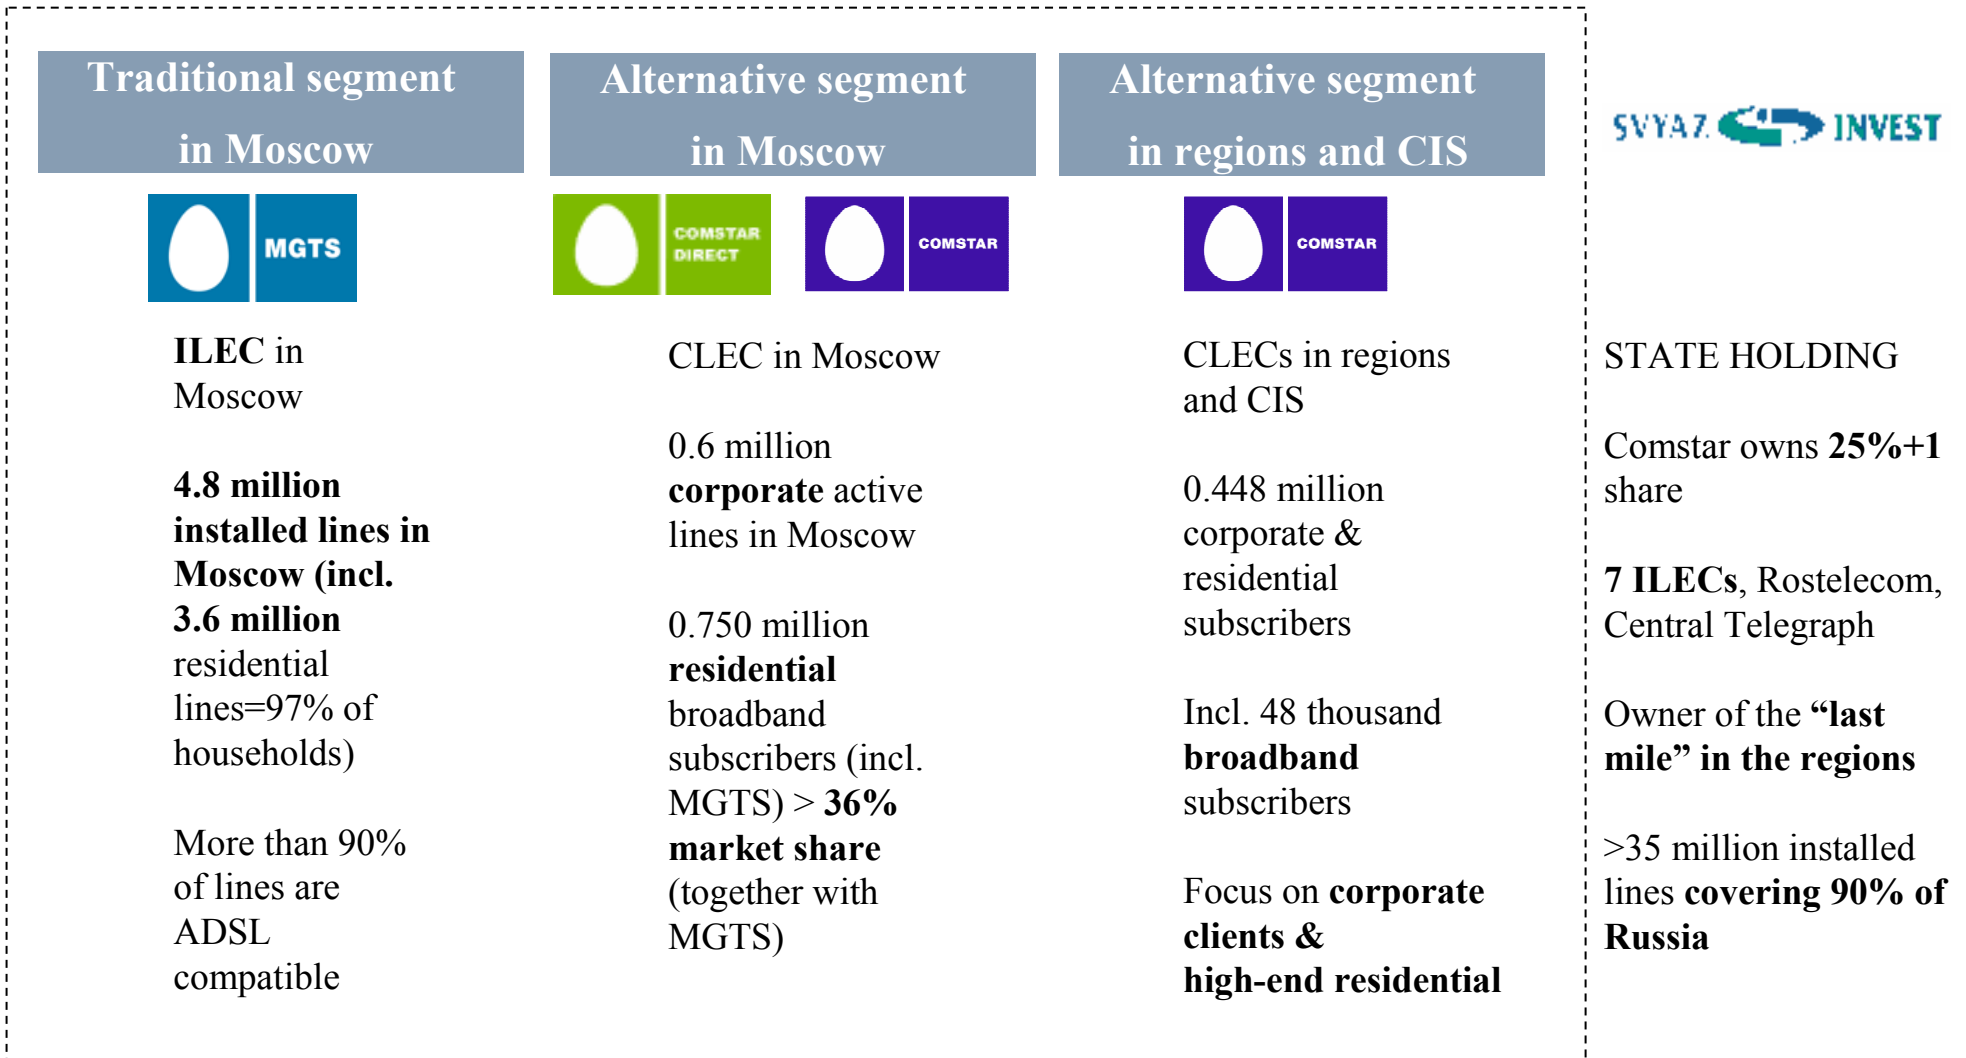 Traditional segment
in Moscow
MGTS
ILEC in
Moscow
4.8 million
installed lines in
Moscow (incl.
3.6 million
residential
lines=97% of
households)
More than 90%
of lines are
ADSL
compatible
Alternative segment
in Moscow
COMSTAR
DIRECT
COMSTAR
CLEC in Moscow
0.6 million
corporate active
lines in Moscow
0.750 million
residential
broadband
subscribers (incl.
MGTS) > 36%
market share
(together with
MGTS)
Alternative segment
in regions and CIS
COMSTAR
CLECs in regions
and CIS
0.448 million
corporate &
residential
subscribers
Incl. 48 thousand
broadband
subscribers
Focus on corporate
clients &
high-end residential
SVYAZ INVEST
STATE HOLDING
Comstar owns 25%+1
share
7 ILECs, Rostelecom,
Central Telegraph
Owner of the “last
mile” in the regions
>35 million installed
lines covering 90% of
Russia